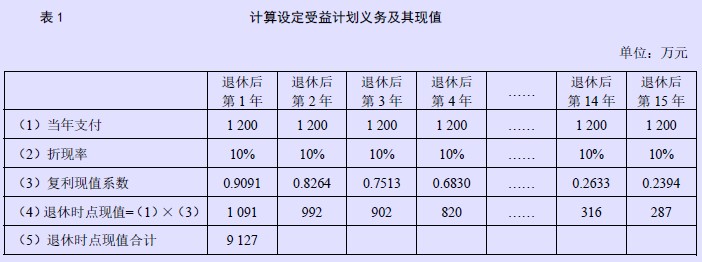 表1 计算设定受益计划义务及其现值
单位：万元
退休后第1年 退休后第2年 退休后第3年 退休后第4年 …… 退休后第14年 退休后第15年
（1）当年支付 1 200 1 200 1 200 1 200 …… 1 200 1 200
（2）折现率 10% 10% 10% 10% …… 10% 10%
（3）复利现值系数 0.9091 0.8264 0.7513 0.6830 …… 0.2633 0.2394
（4）退休时点现值=（1）×（3） 1 091 992 902 820 …… 316 287
（5）退休时点现值合计 9 127